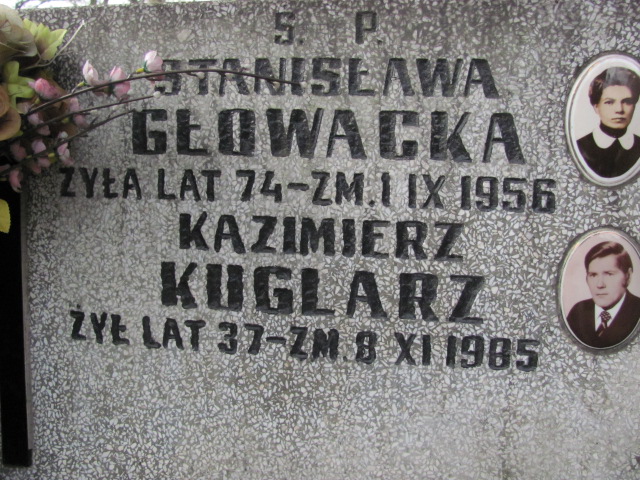 Ś. P.
STANISŁAWA
GŁOWACKA
ŻYŁA LAT 74-ZM.1 IX 1956
KAZIMIERZ
KUGLARZ
ŻYŁ LAT 37-ZM.8 XI 1985